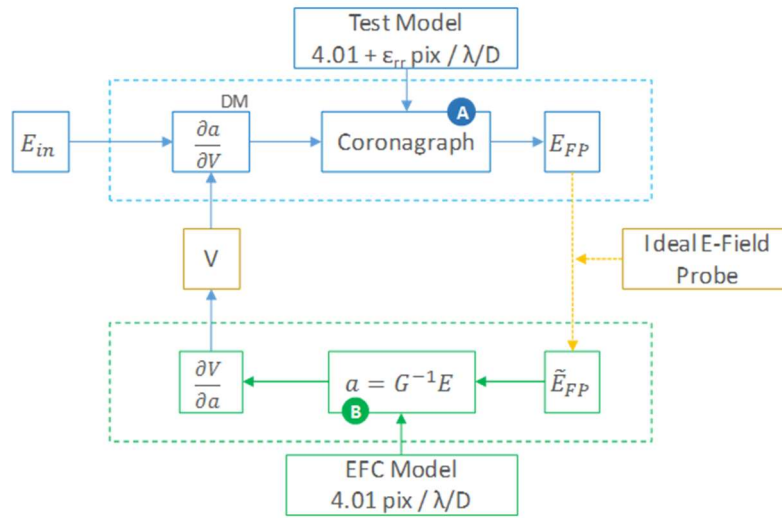 Test Model
4.01 + εrr pix / λ/D
DM
A
Ein
∂a
∂V
Coronagraph
EFP
V
Ideal E-Field
Probe
∂V
∂a
a = G⁻¹E
ẼFP
B
EFC Model
4.01 pix / λ/D